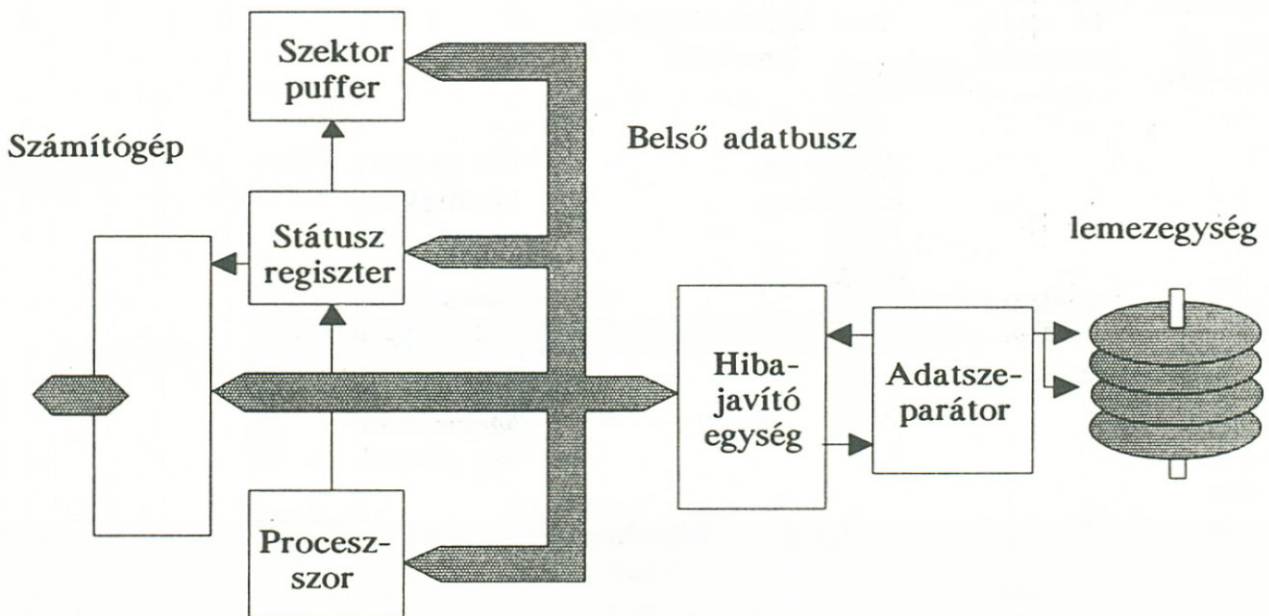 Szektor
puffer
Számítógép
Belső adatbusz
Státusz
regiszter
lemezegység
Hiba-
javító
egység
Adatsze-
parátor
Procesz-
szor